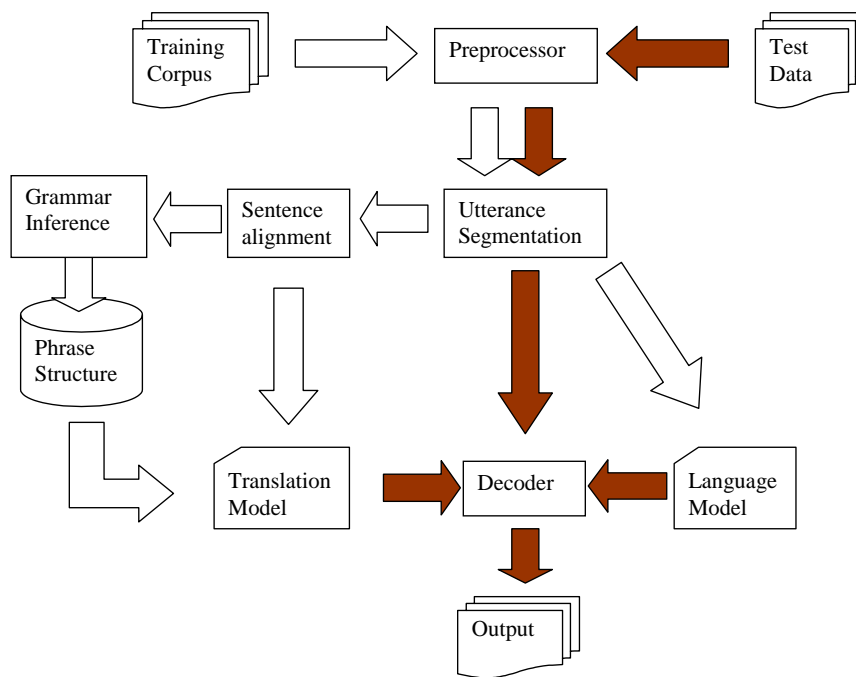 Training
Corpus
Preprocessor
Test
Data
Grammar
Inference
Sentence
alignment
Utterance
Segmentation
Phrase
Structure
Translation
Model
Decoder
Language
Model
Output